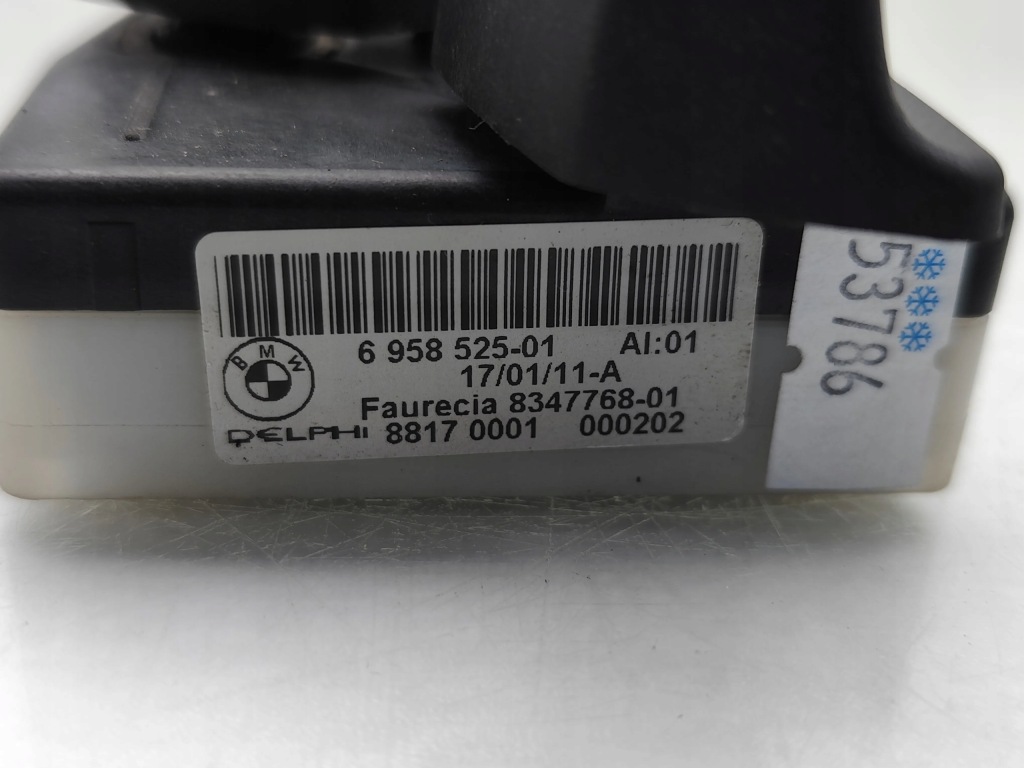 BMW
6 958 525-01 AI:01
17/01/11-A
Faurecia 8347768-01
DELPHI 8817 0001 000202
53786